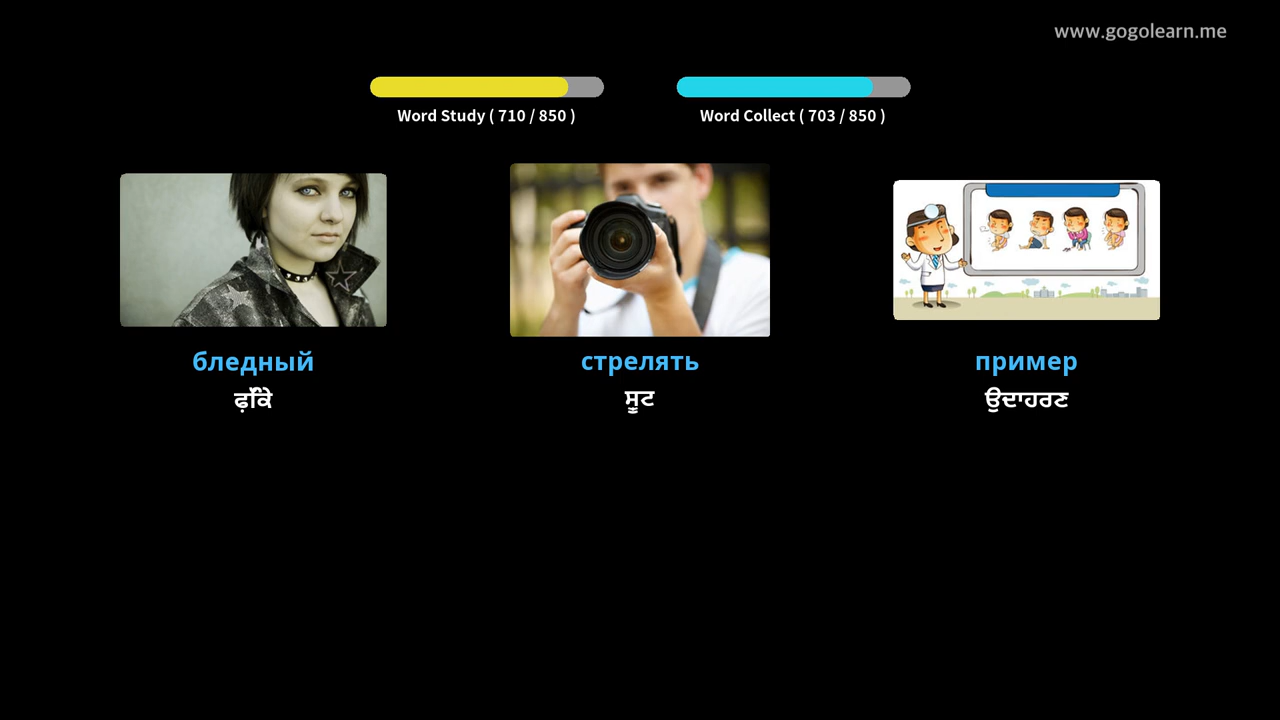 www.gogolearn.me
Word Study ( 710 / 850 )
Word Collect ( 703 / 850 )
бледный
стрелять
пример
ਫ਼ਿੱਕੇ
ਸ਼ੂਟ
ਉਦਾਹਰਣ